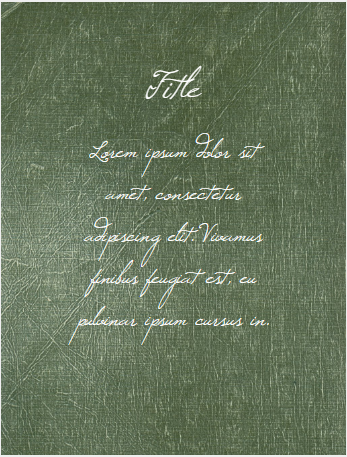 Title
Lorem ipsum dolor sit
amet, consectetur
adipiscing elit. Vivamus
finibus feugiat est, eu
pulvinar ipsum cursus in.